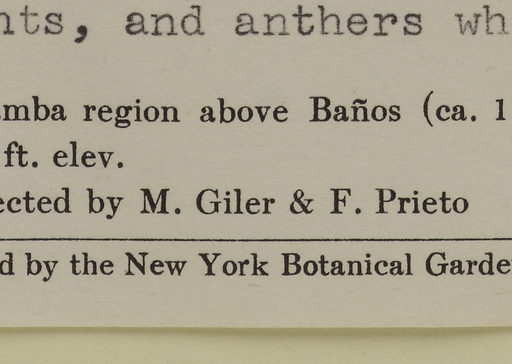 nts, and anthers wh
amba region above Baños (ca. 1
ft. elev.
ected by M. Giler & F. Prieto
d by the New York Botanical Garde